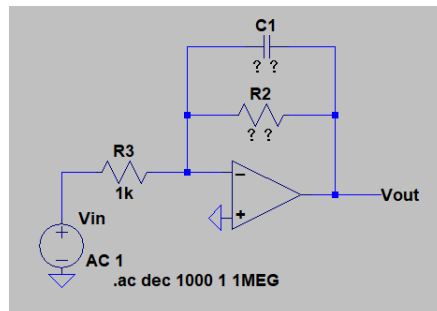 C1
? ?
R2
? ?
R3
1k
Vout
Vin
AC 1
.ac dec 1000 1 1MEG